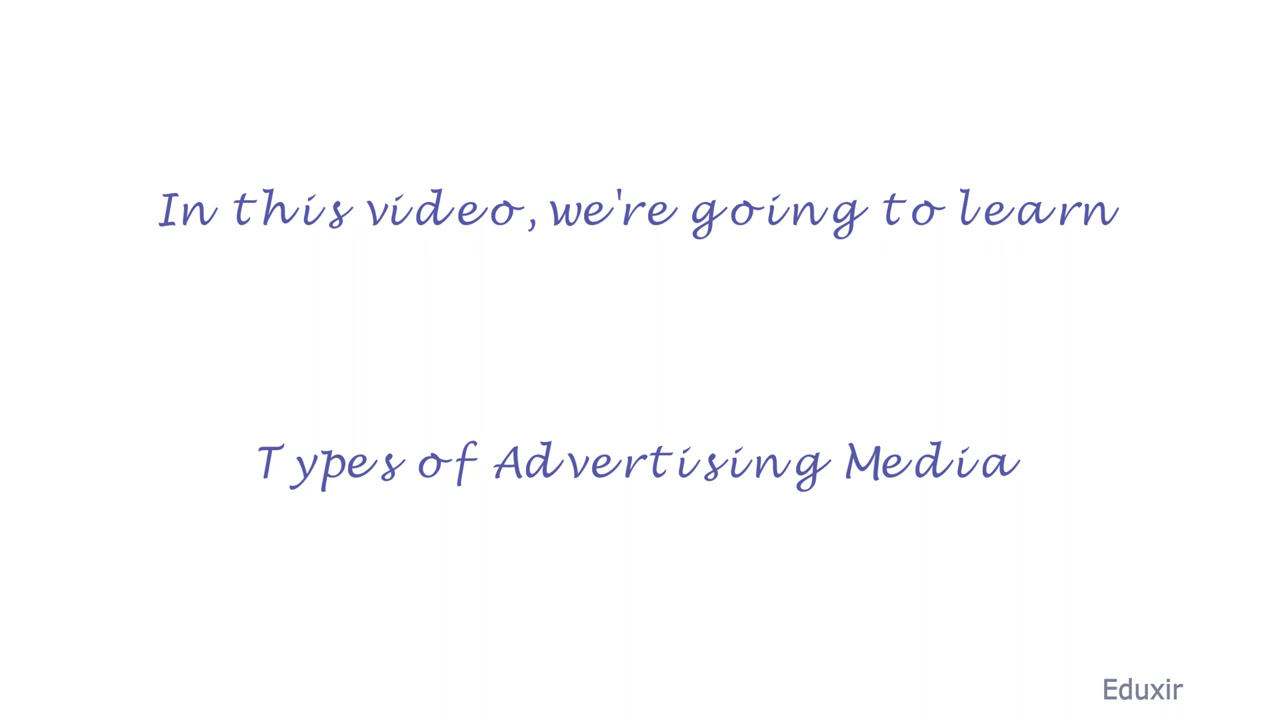 In this video, we're going to learn
Types of Advertising Media
Eduxir